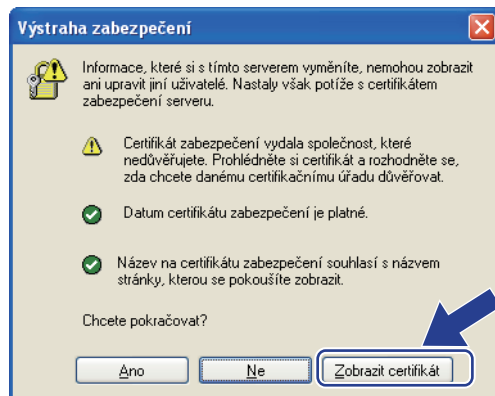 Výstraha zabezpečení
Informace, které si s tímto serverem vyměníte, nemohou zobrazit
ani upravit jiní uživatelé. Nastaly však potíže s certifikátem
zabezpečení serveru.
Certifikát zabezpečení vydala společnost, které
nedůvěřujete. Prohlédněte si certifikát a rozhodněte se,
zda chcete danému certifikačnímu úřadu důvěřovat.
Datum certifikátu zabezpečení je platné.
Název na certifikátu zabezpečení souhlasí s názvem
stránky, kterou se pokoušíte zobrazit.
Chcete pokračovat?
Ano Ne Zobrazit certifikát